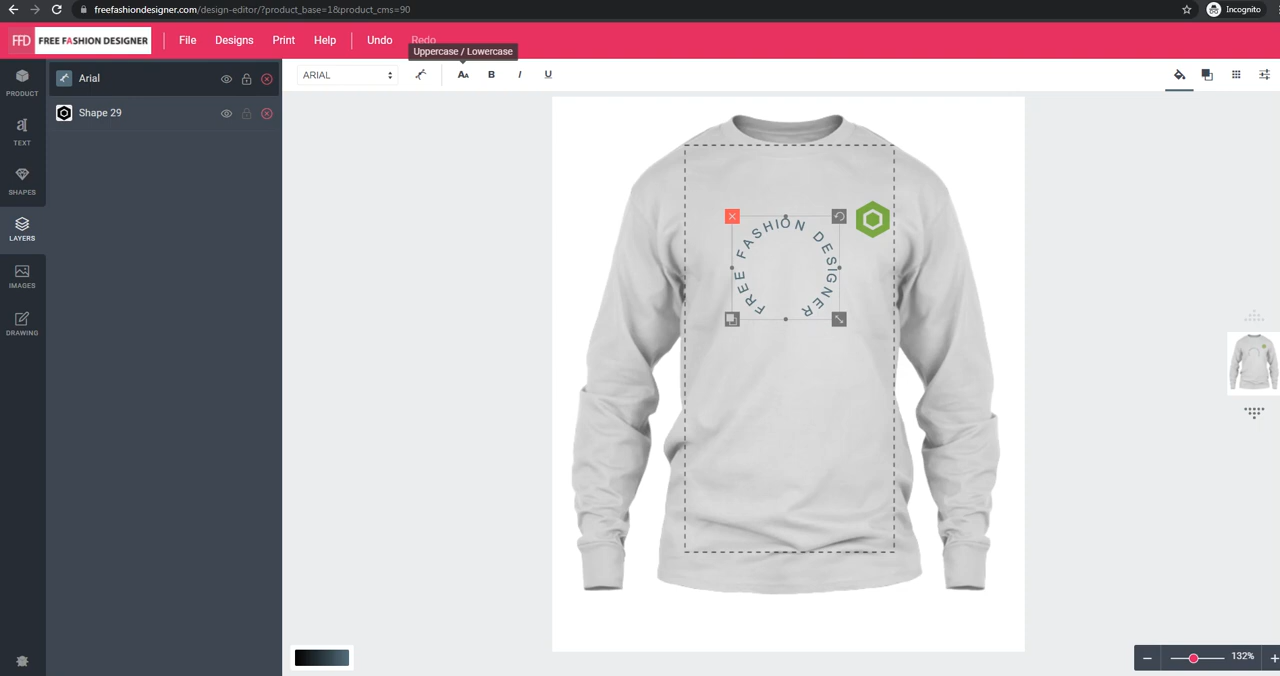 freefashiondesigner.com/design-editor/?product_base=1&product_cms=90
Incognito
FFD
FREE FASHION DESIGNER
File
Designs
Print
Help
Undo
Redo
Uppercase / Lowercase
PRODUCT
TEXT
SHAPES
LAYERS
IMAGES
DRAWING
Arial
Shape 29
ARIAL
AA
B
I
U
FREE FASHION DESIGNER
132%